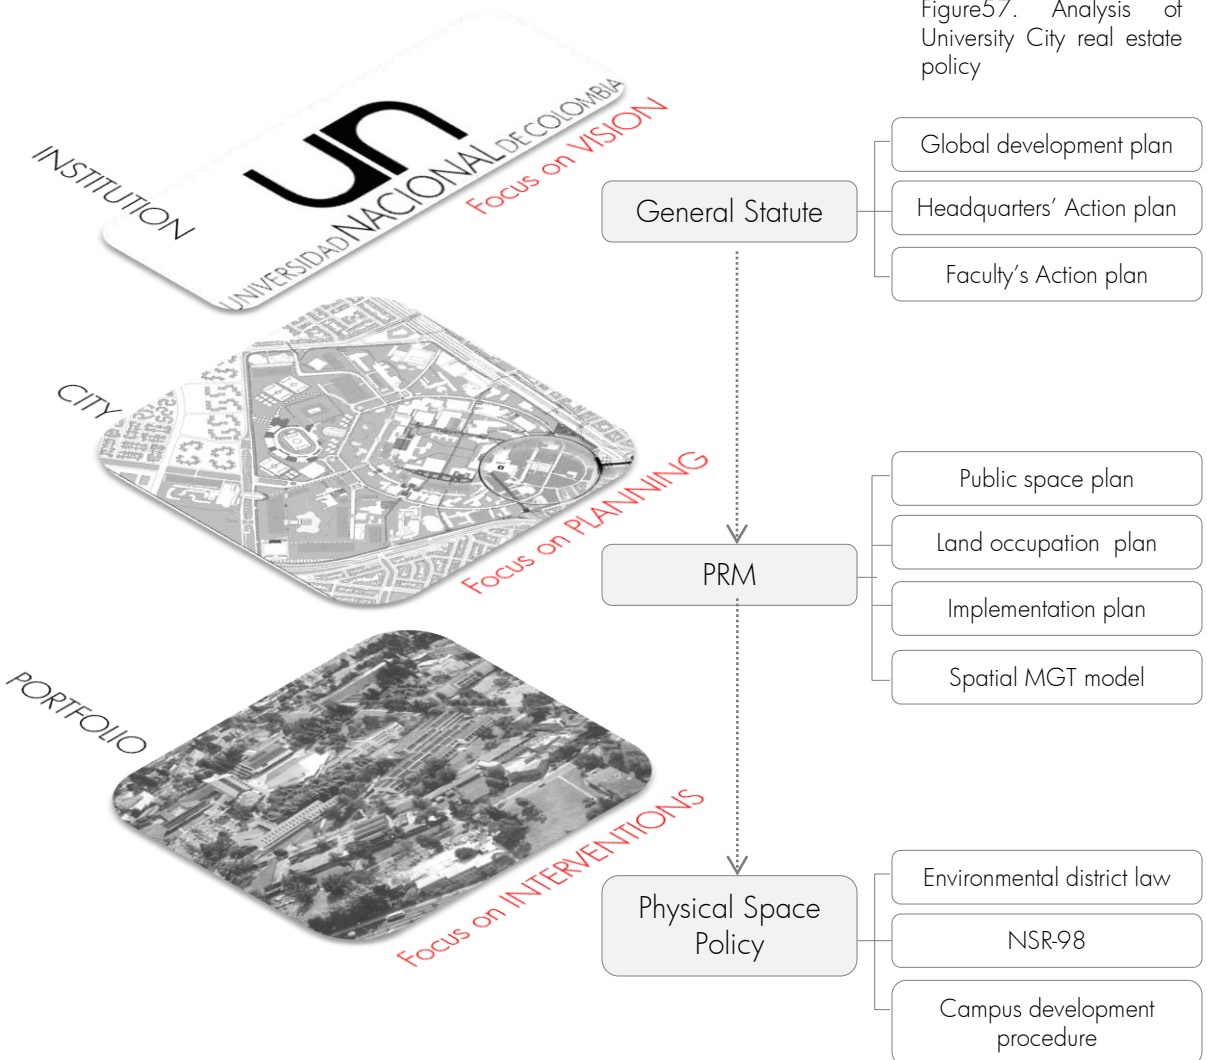 Figure57. Analysis of
University City real estate
policy
INSTITUTION
un
UNIVERSIDAD NACIONAL DE COLOMBIA
Focus on VISION
General Statute
Global development plan
Headquarters' Action plan
Faculty's Action plan
CITY
Focus on PLANNING
PRM
Public space plan
Land occupation plan
Implementation plan
Spatial MGT model
PORTFOLIO
Focus on INTERVENTIONS
Physical Space
Policy
Environmental district law
NSR-98
Campus development
procedure